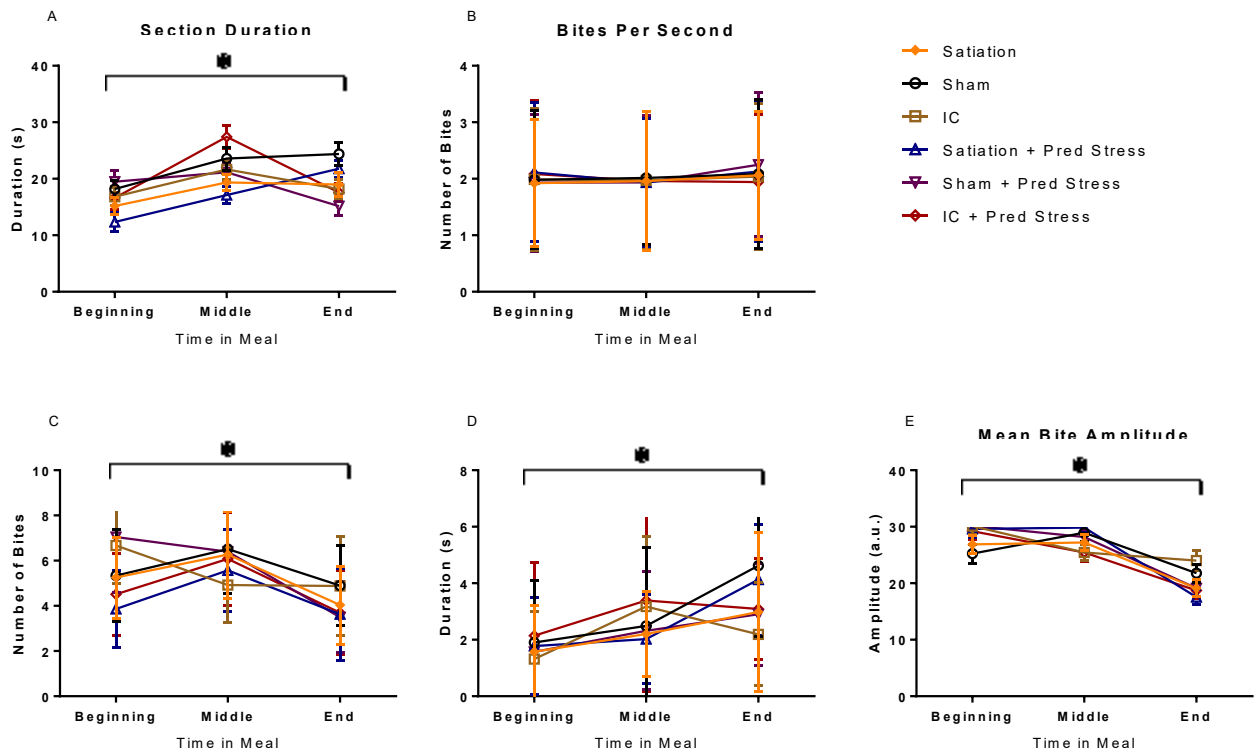 A
Section Duration
Duration (s)
40
30
20
10
0
Beginning Middle End
Time in Meal
B
Bites Per Second
Number of Bites
4
3
2
1
0
Beginning Middle End
Time in Meal
Satiation
Sham
IC
Satiation + Pred Stress
Sham + Pred Stress
IC + Pred Stress
C
Number of Bites
10
8
6
4
2
0
Beginning Middle End
Time in Meal
D
Duration (s)
8
6
4
2
0
Beginning Middle End
Time in Meal
E
Mean Bite Amplitude
Amplitude (a.u.)
40
30
20
10
0
Beginning Middle End
Time in Meal